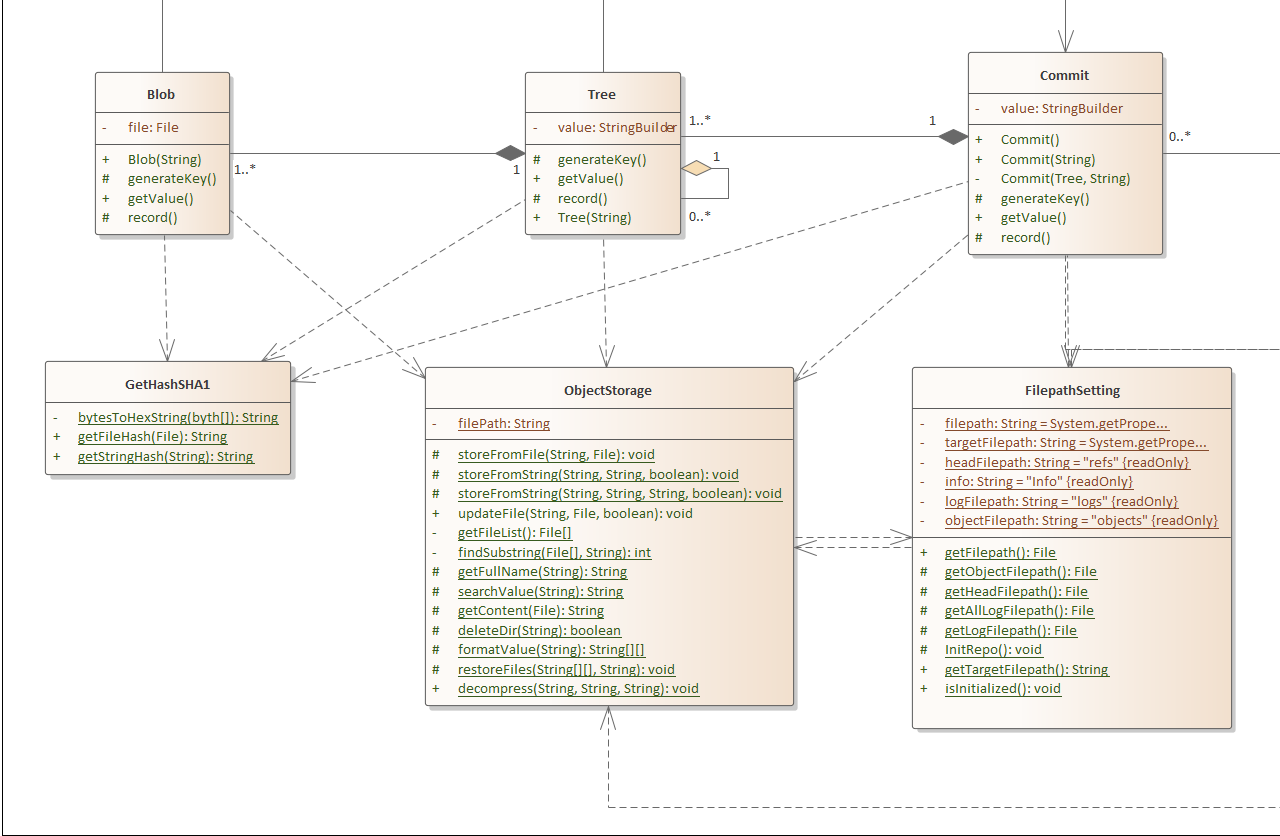 Blob
- file: File
+ Blob(String)
# generateKey()
+ getValue()
# record()
1..*
1
Tree
- value: StringBuilder
# generateKey()
+ getValue()
# record()
+ Tree(String)
1..*
1
1
0..*
Commit
- value: StringBuilder
+ Commit()
+ Commit(String)
- Commit(Tree, String)
# generateKey()
+ getValue()
# record()
0..*
GetHashSHA1
- bytesToHexString(byth[]): String
+ getFileHash(File): String
+ getStringHash(String): String
ObjectStorage
- filePath: String
# storeFromFile(String, File): void
# storeFromString(String, String, boolean): void
# storeFromString(String, String, String, boolean): void
+ updateFile(String, File, boolean): void
- getFileList(): File[]
- findSubstring(File[], String): int
# getFullName(String): String
# searchValue(String): String
# getContent(File): String
# deleteDir(String): boolean
# formatValue(String): String[][]
# restoreFiles(String[][], String): void
+ decompress(String, String, String): void
FilepathSetting
- filepath: String = System.getPrope...
- targetFilepath: String = System.getPrope...
- headFilepath: String = "refs" {readOnly}
- info: String = "Info" {readOnly}
- logFilepath: String = "logs" {readOnly}
- objectFilepath: String = "objects" {readOnly}
+ getFilepath(): File
# getObjectFilepath(): File
# getHeadFilepath(): File
# getAllLogFilepath(): File
# getLogFilepath(): File
# InitRepo(): void
+ getTargetFilepath(): String
+ isInitialized(): void